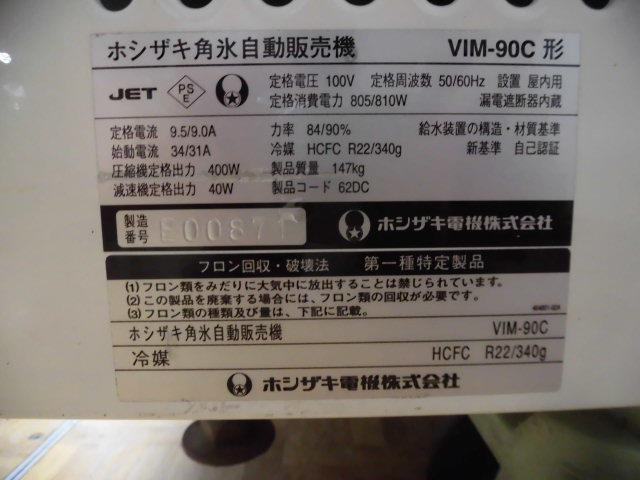 ホシザキ角氷自動販売機 VIM-90C 形
JET PSE 定格電圧 100V 定格周波数 50/60Hz 設置 屋内用
定格消費電力 805/810W 漏電遮断器内蔵
定格電流 9.5/9.0A 力率 84/90% 給水装置の構造・材質基準
始動電流 34/31A 冷媒 HCFC R22/340g 新基準 自己認証
圧縮機定格出力 400W 製品質量 147kg
減速機定格出力 40W 製品コード 62DC
製造番号 E00871 ホシザキ電機株式会社
フロン回収・破壊法 第一種特定製品
(1)フロン類をみだりに大気中に放出することは禁じられています。
(2)この製品を廃棄する場合には、フロン類の回収が必要です。
(3)フロン類の種類及び量は、下記に記載。
ホシザキ角氷自動販売機 VIM-90C
冷媒 HCFC R22/340g
ホシザキ電機株式会社